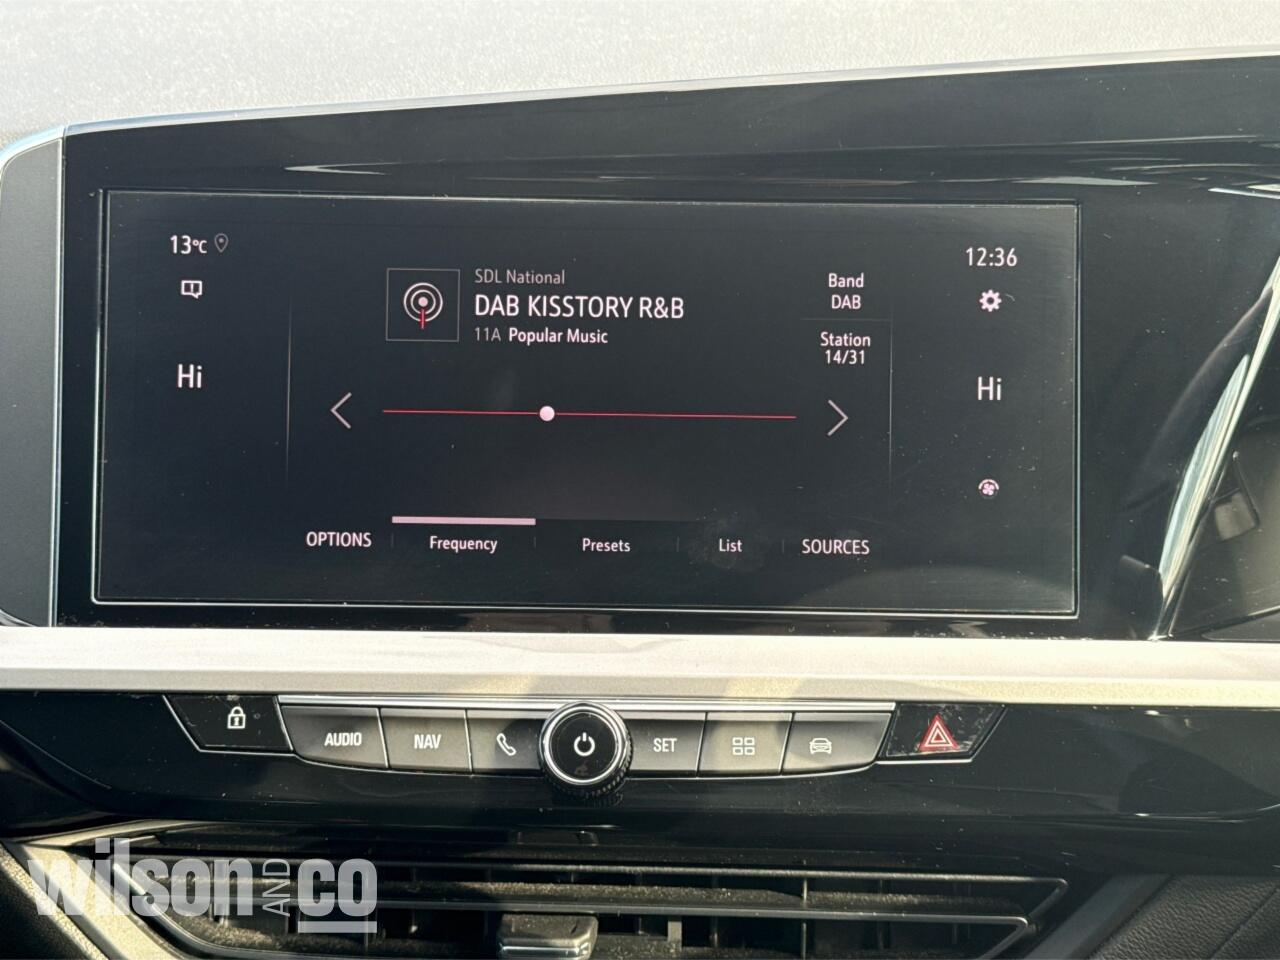 13°C
12:36
SDL National
DAB KISSTORY R&B
11A Popular Music
Band
DAB
Station
14/31
Hi
Hi
OPTIONS
Frequency
Presets
List
SOURCES
AUDIO
NAV
SET
wilson AND co